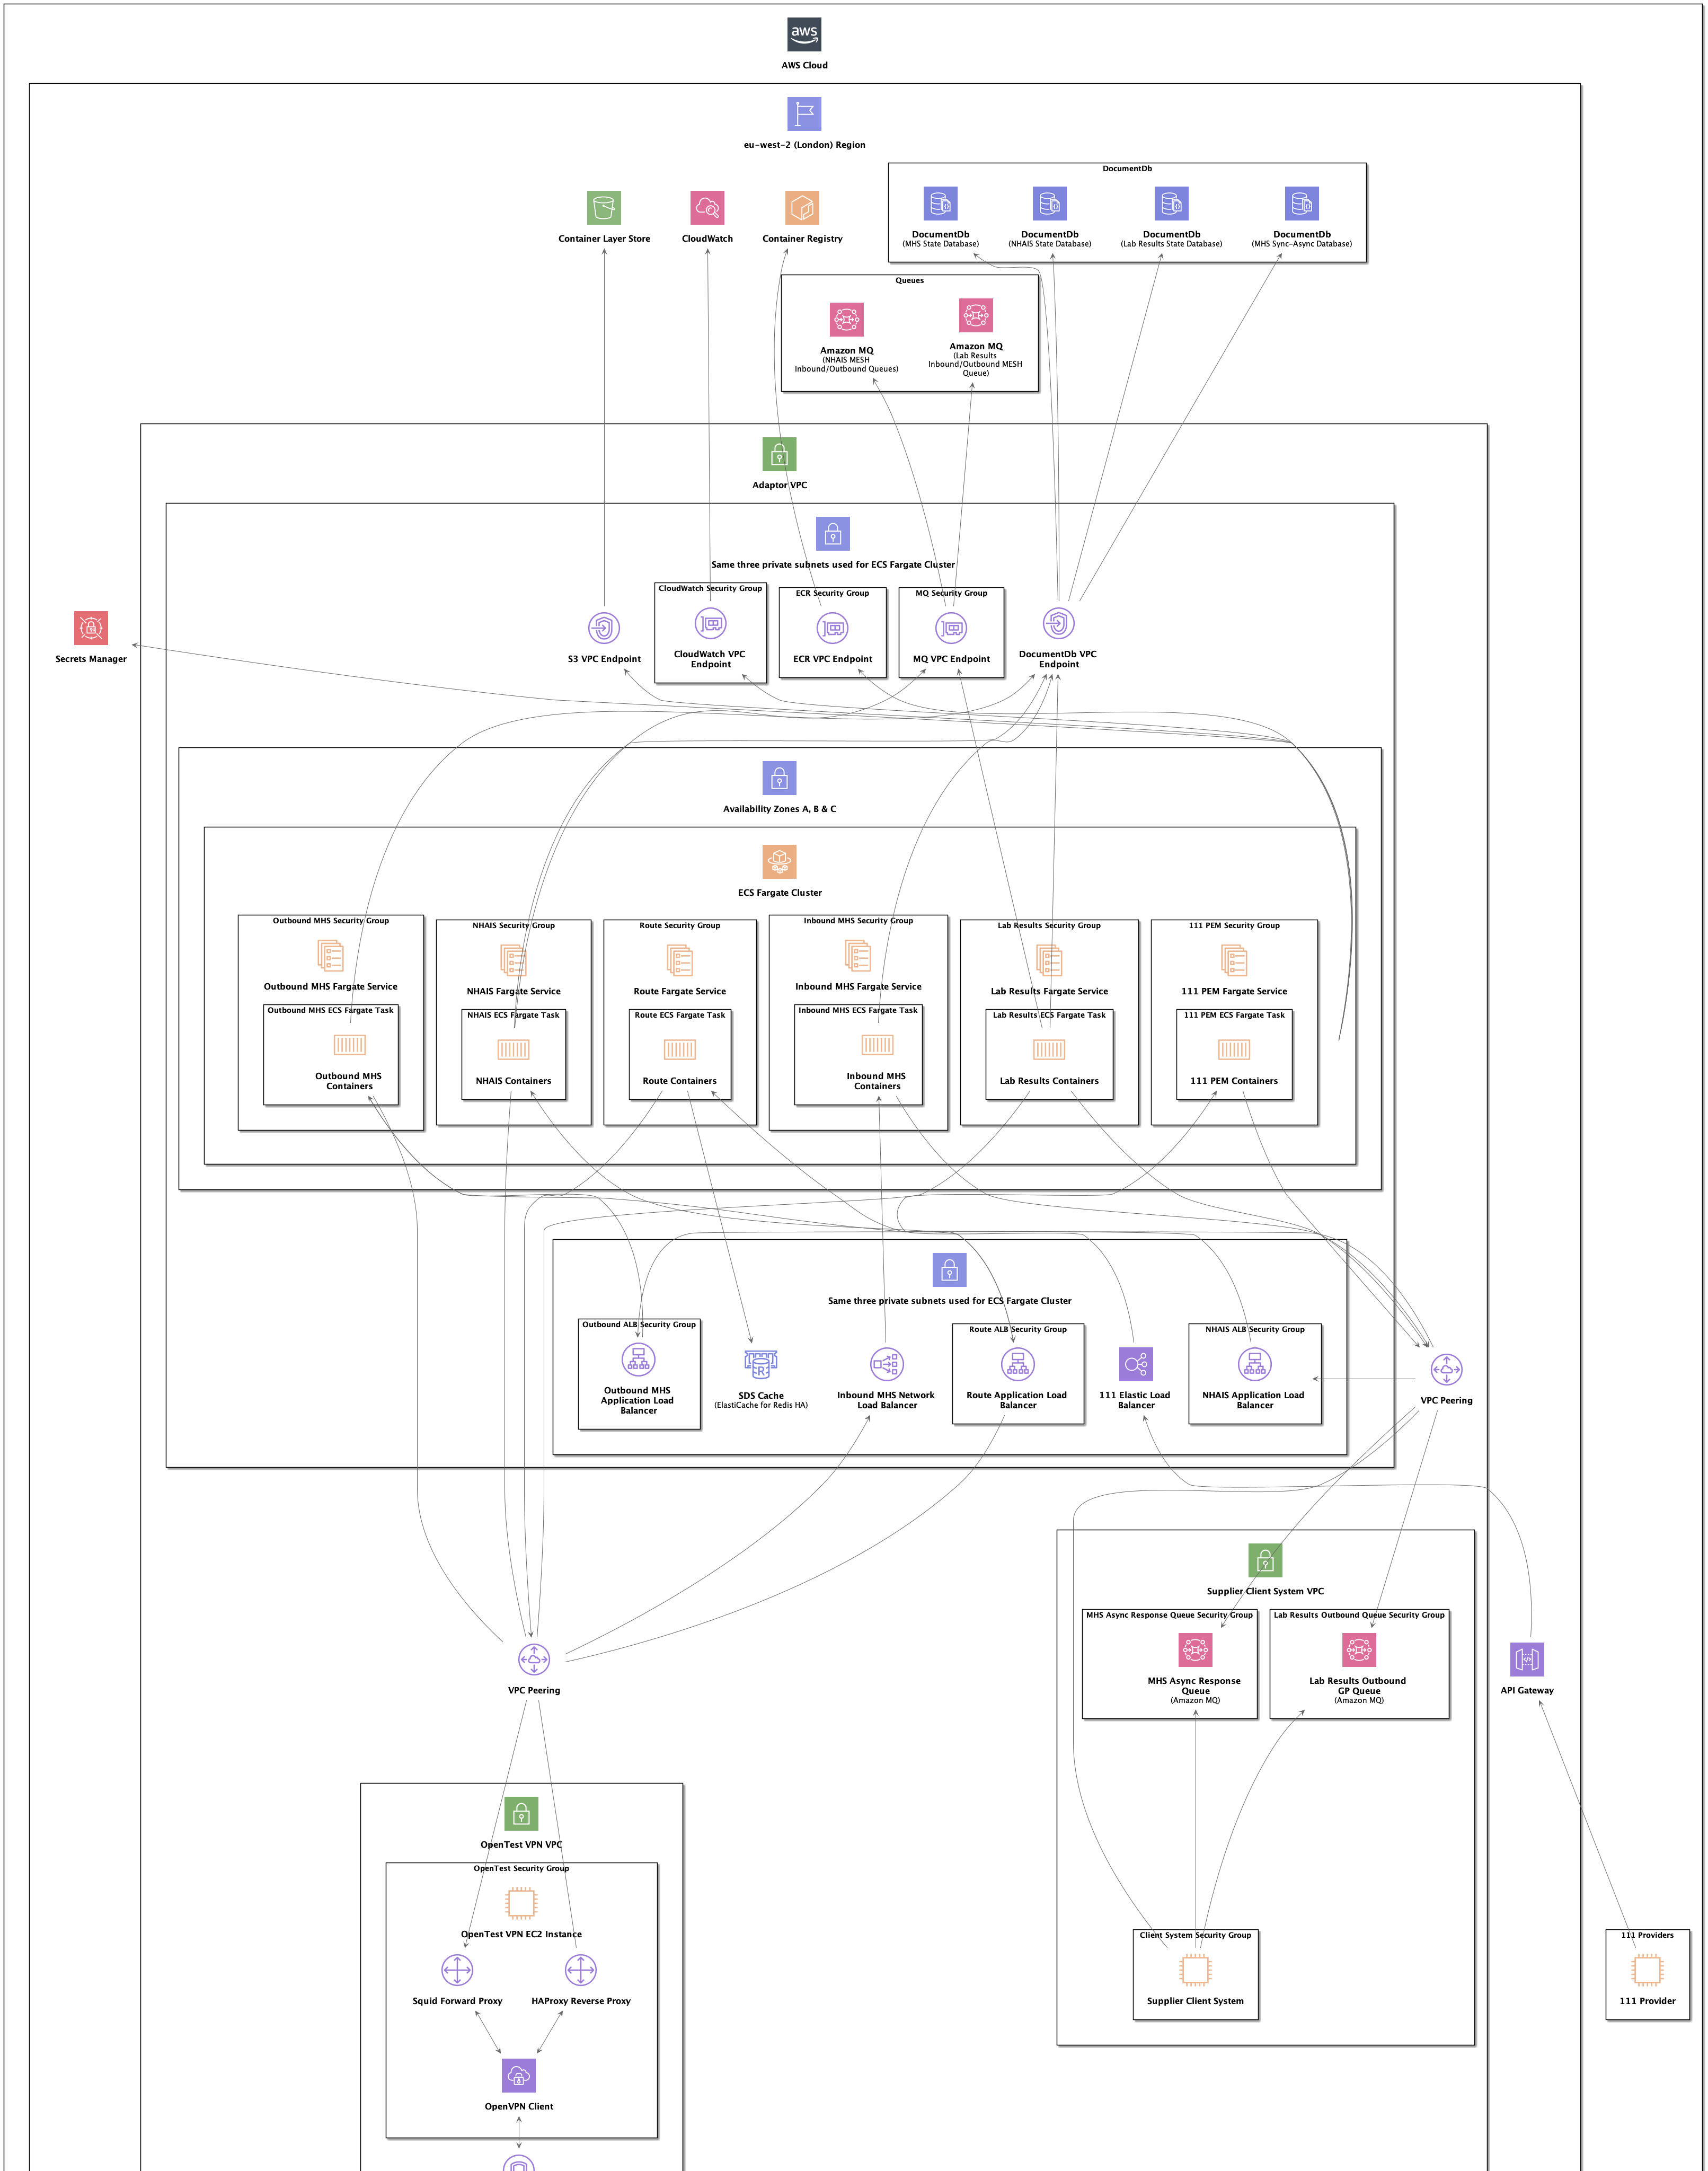 aws
AWS Cloud
eu-west-2 (London) Region
DocumentDb
DocumentDb
(MHS State Database)
DocumentDb
(NHAIS State Database)
DocumentDb
(Lab Results State Database)
DocumentDb
(MHS Sync-Async Database)
Container Layer Store
CloudWatch
Container Registry
Queues
Amazon MQ
(NHAIS MESH
Inbound/Outbound Queues)
Amazon MQ
(Lab Results
Inbound/Outbound MESH
Queue)
Adaptor VPC
Same three private subnets used for ECS Fargate Cluster
Secrets Manager
S3 VPC Endpoint
CloudWatch Security Group
CloudWatch VPC
Endpoint
ECR Security Group
ECR VPC Endpoint
MQ Security Group
MQ VPC Endpoint
DocumentDb VPC
Endpoint
Availability Zones A, B & C
ECS Fargate Cluster
Outbound MHS Security Group
Outbound MHS Fargate Service
Outbound MHS ECS Fargate Task
Outbound MHS
Containers
NHAIS Security Group
NHAIS Fargate Service
NHAIS ECS Fargate Task
NHAIS Containers
Route Security Group
Route Fargate Service
Route ECS Fargate Task
Route Containers
Inbound MHS Security Group
Inbound MHS Fargate Service
Inbound MHS ECS Fargate Task
Inbound MHS
Containers
Lab Results Security Group
Lab Results Fargate Service
Lab Results ECS Fargate Task
Lab Results Containers
111 PEM Security Group
111 PEM Fargate Service
111 PEM ECS Fargate Task
111 PEM Containers
Same three private subnets used for ECS Fargate Cluster
Outbound ALB Security Group
Outbound MHS
Application Load
Balancer
R
SDS Cache
(ElastiCache for Redis HA)
Inbound MHS Network
Load Balancer
Route ALB Security Group
Route Application Load
Balancer
111 Elastic Load
Balancer
NHAIS ALB Security Group
NHAIS Application Load
Balancer
VPC Peering
Supplier Client System VPC
MHS Async Response Queue Security Group
MHS Async Response
Queue
(Amazon MQ)
Lab Results Outbound Queue Security Group
Lab Results Outbound
GP Queue
(Amazon MQ)
API Gateway
VPC Peering
OpenTest VPN VPC
OpenTest Security Group
OpenTest VPN EC2 Instance
Squid Forward Proxy
HAProxy Reverse Proxy
OpenVPN Client
Client System Security Group
Supplier Client System
111 Providers
111 Provider